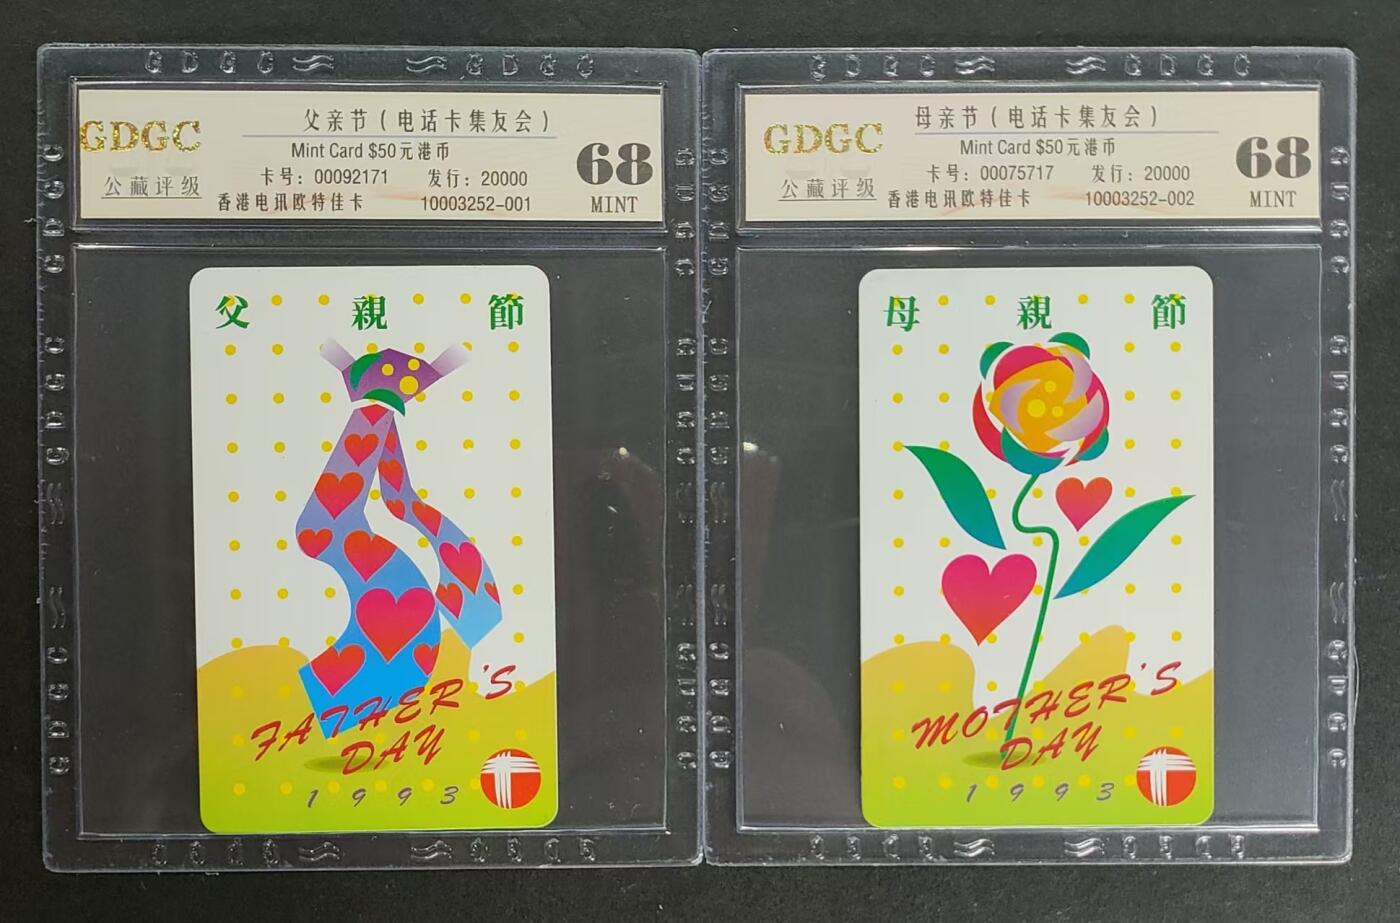 GDGC
公藏评级
父亲节（电话卡集友会）
Mint Card $50元港币
卡号：00092171 发行：20000
香港电讯欧特佳卡 10003252-001
68
MINT
父親節
FATHER'S
DAY
1993
GDGC
公藏评级
母亲节（电话卡集友会）
Mint Card $50元港币
卡号：00075717 发行：20000
香港电讯欧特佳卡 10003252-002
68
MINT
母親節
MOTHER'S
DAY
1993